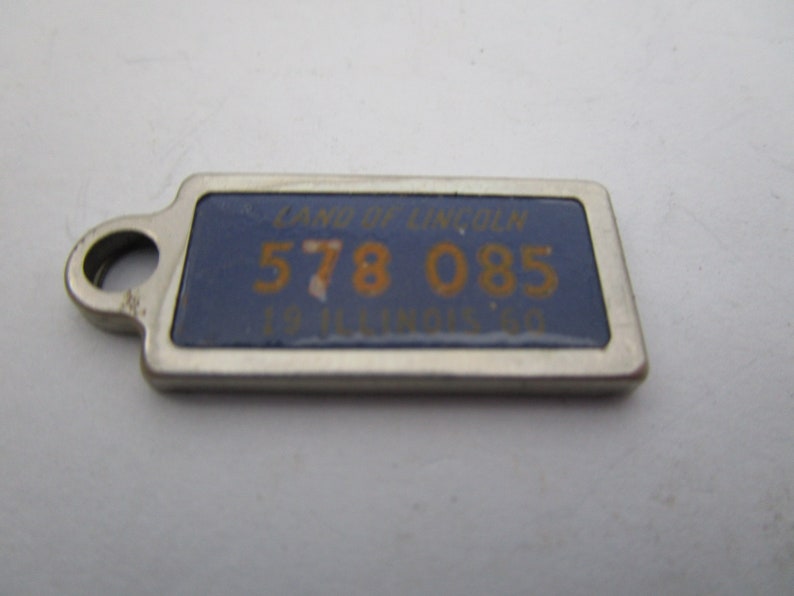 LAND OF LINCOLN
578 085
19 ILLINOIS 60